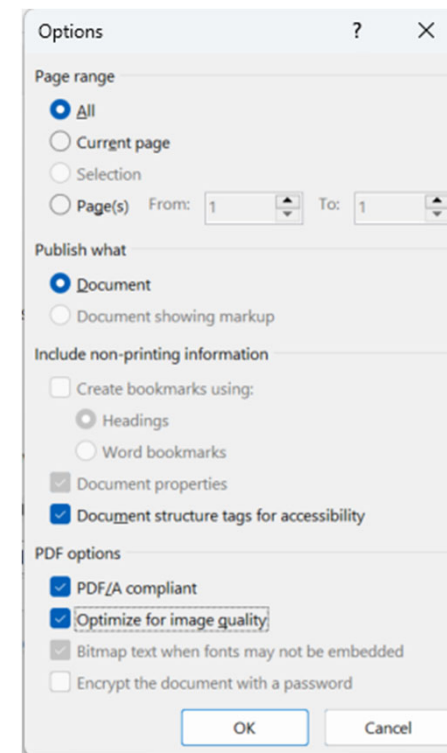 Options ? ✕
Page range
All
Current page
Selection
Page(s) From: 1 To: 1
Publish what
Document
Document showing markup
Include non-printing information
Create bookmarks using:
Headings
Word bookmarks
Document properties
Document structure tags for accessibility
PDF options
PDF/A compliant
Optimize for image quality
Bitmap text when fonts may not be embedded
Encrypt the document with a password
OK Cancel